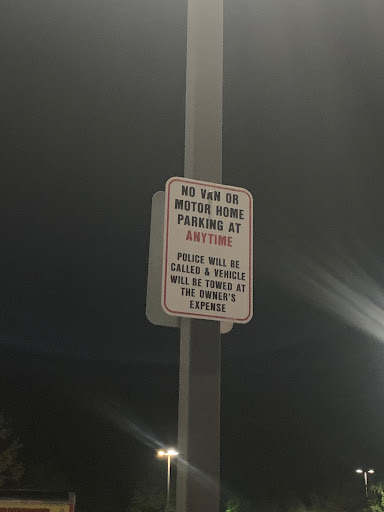 NO VAN OR
MOTOR HOME
PARKING AT
ANYTIME
POLICE WILL BE
CALLED & VEHICLE
WILL BE TOWED AT
THE OWNER'S
EXPENSE